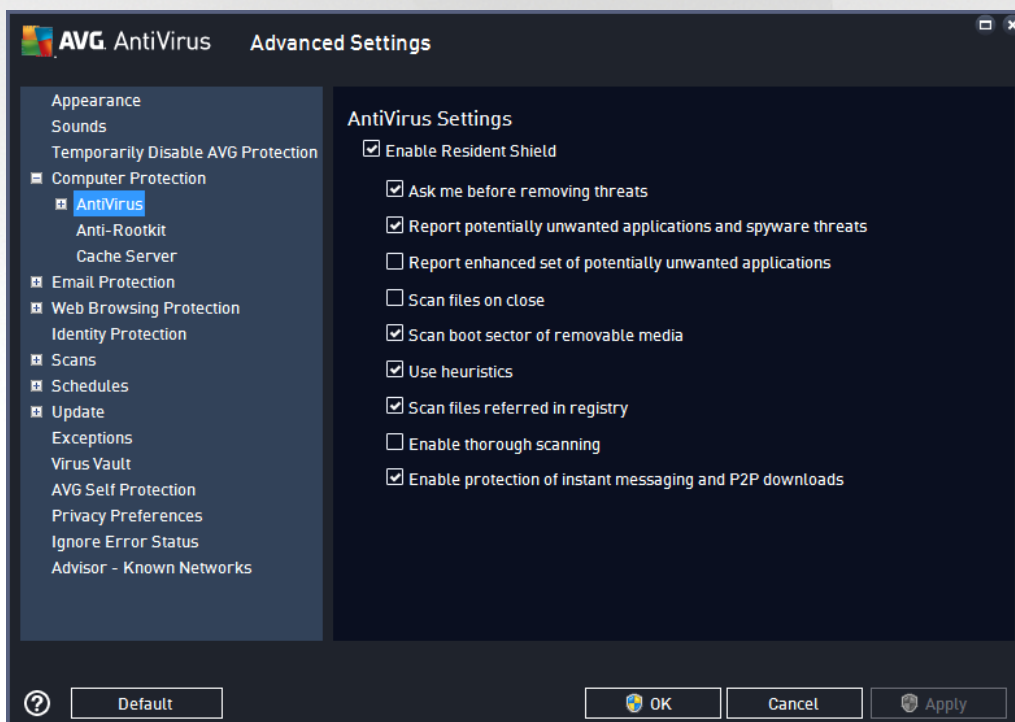 AVG. AntiVirus Advanced Settings
Appearance
Sounds
Temporarily Disable AVG Protection
Computer Protection
AntiVirus
Anti-Rootkit
Cache Server
Email Protection
Web Browsing Protection
Identity Protection
Scans
Schedules
Update
Exceptions
Virus Vault
AVG Self Protection
Privacy Preferences
Ignore Error Status
Advisor - Known Networks
AntiVirus Settings
Enable Resident Shield
Ask me before removing threats
Report potentially unwanted applications and spyware threats
Report enhanced set of potentially unwanted applications
Scan files on close
Scan boot sector of removable media
Use heuristics
Scan files referred in registry
Enable thorough scanning
Enable protection of instant messaging and P2P downloads
? Default OK Cancel Apply